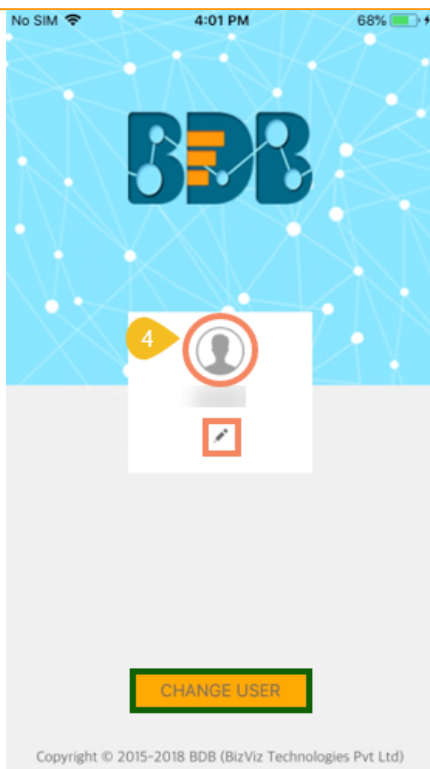 No SIM 4:01 PM 68%
BDB
4
CHANGE USER
Copyright © 2015-2018 BDB (BizViz Technologies Pvt Ltd)